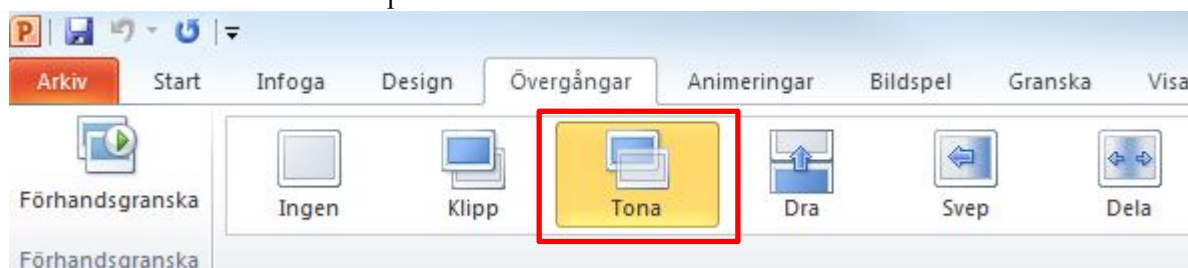 P
Arkiv Start Infoga Design Övergångar Animeringar Bildspel Granska Visa
Förhandsgranska Ingen Klipp Tona Dra Svep Dela
Förhandsgranska